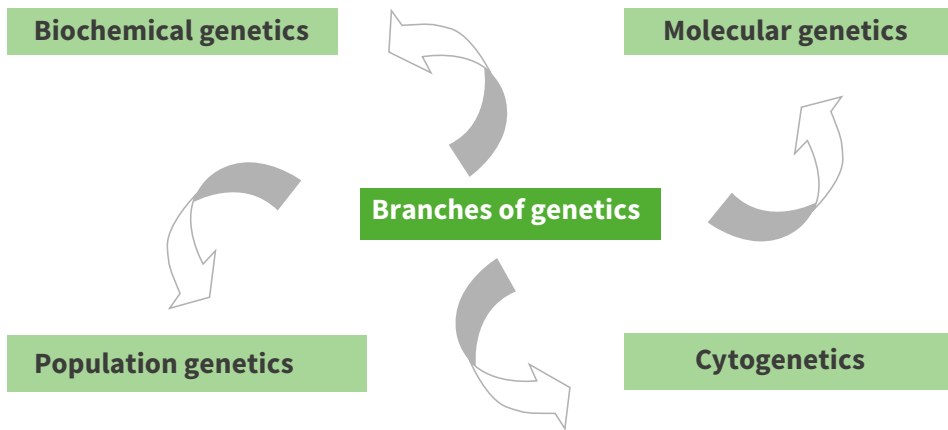 Biochemical genetics
Molecular genetics
Branches of genetics
Population genetics
Cytogenetics